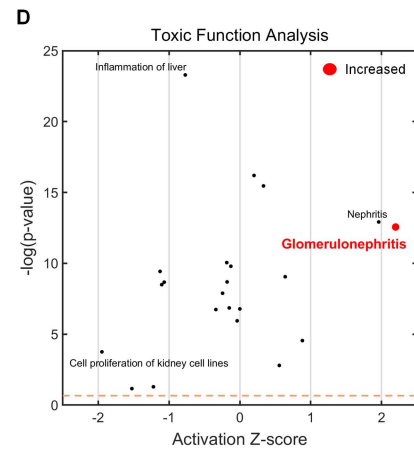 D
Toxic Function Analysis
25
Inflammation of liver
Increased
20
15
Nephritis
Glomerulonephritis
10
5
Cell proliferation of kidney cell lines
0
-2 -1 0 1 2
-log(p-value)
Activation Z-score